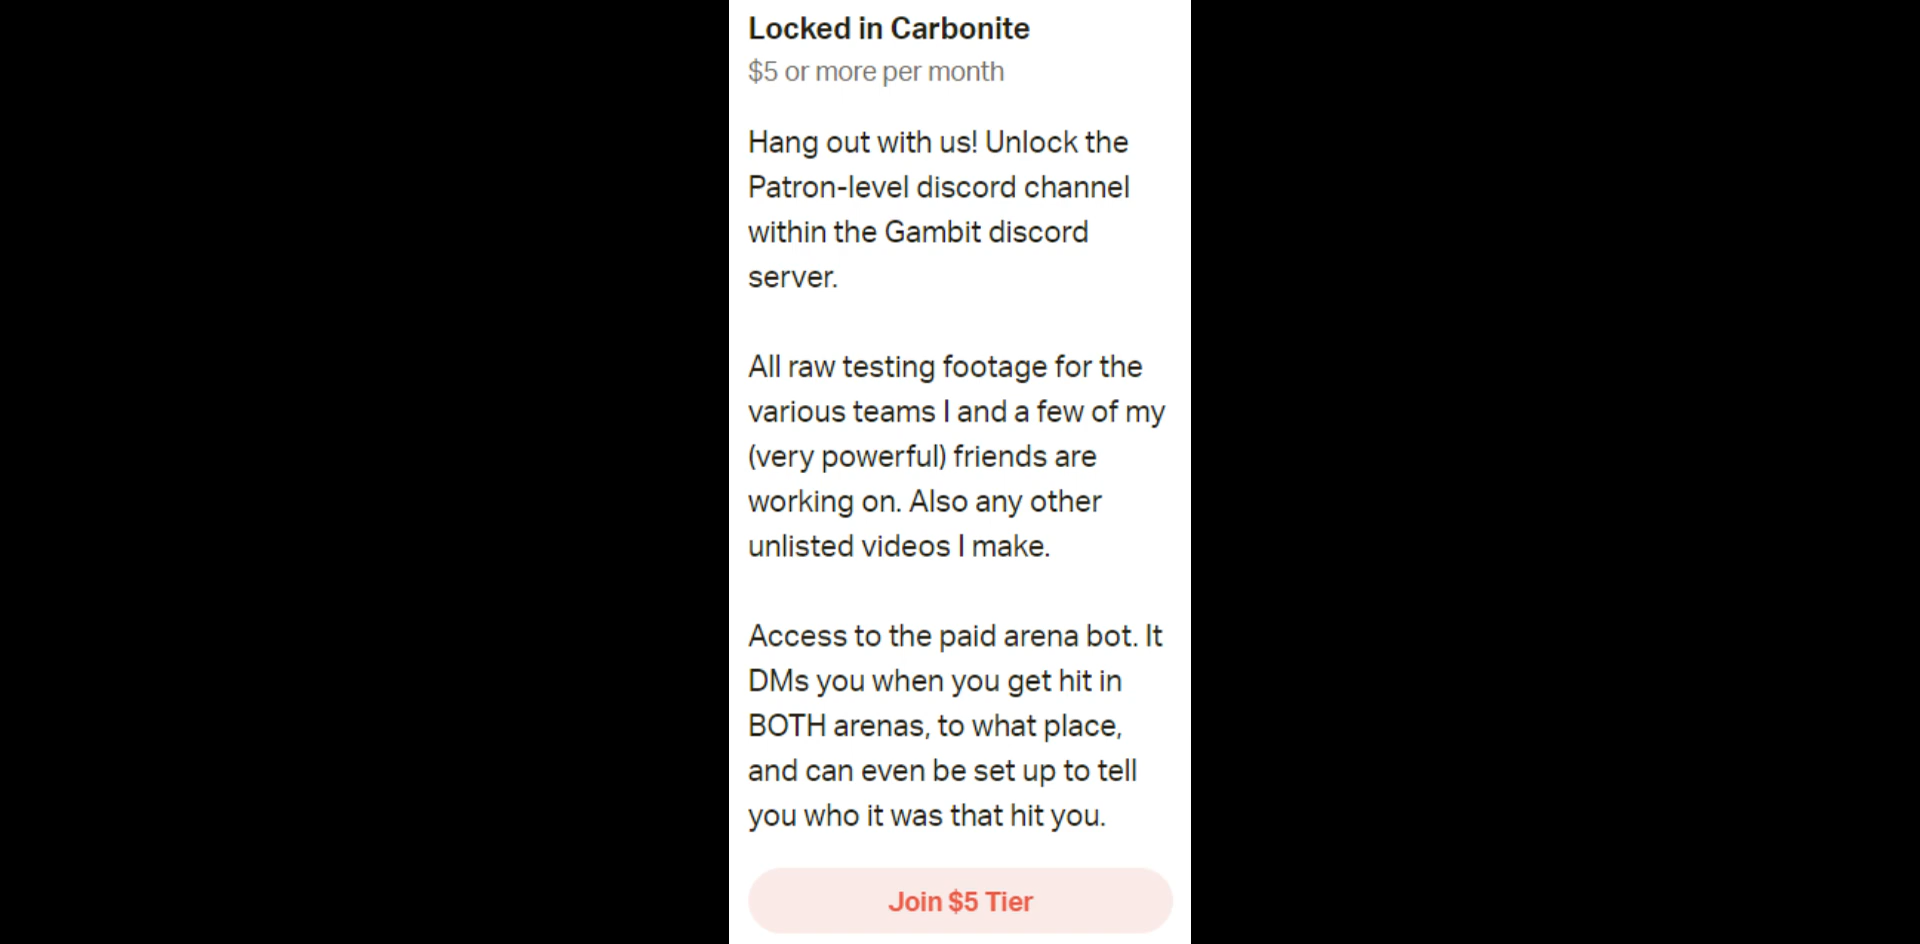 Locked in Carbonite
$5 or more per month
Hang out with us! Unlock the
Patron-level discord channel
within the Gambit discord
server.
All raw testing footage for the
various teams I and a few of my
(very powerful) friends are
working on. Also any other
unlisted videos I make.
Access to the paid arena bot. It
DMs you when you get hit in
BOTH arenas, to what place,
and can even be set up to tell
you who it was that hit you.
Join $5 Tier